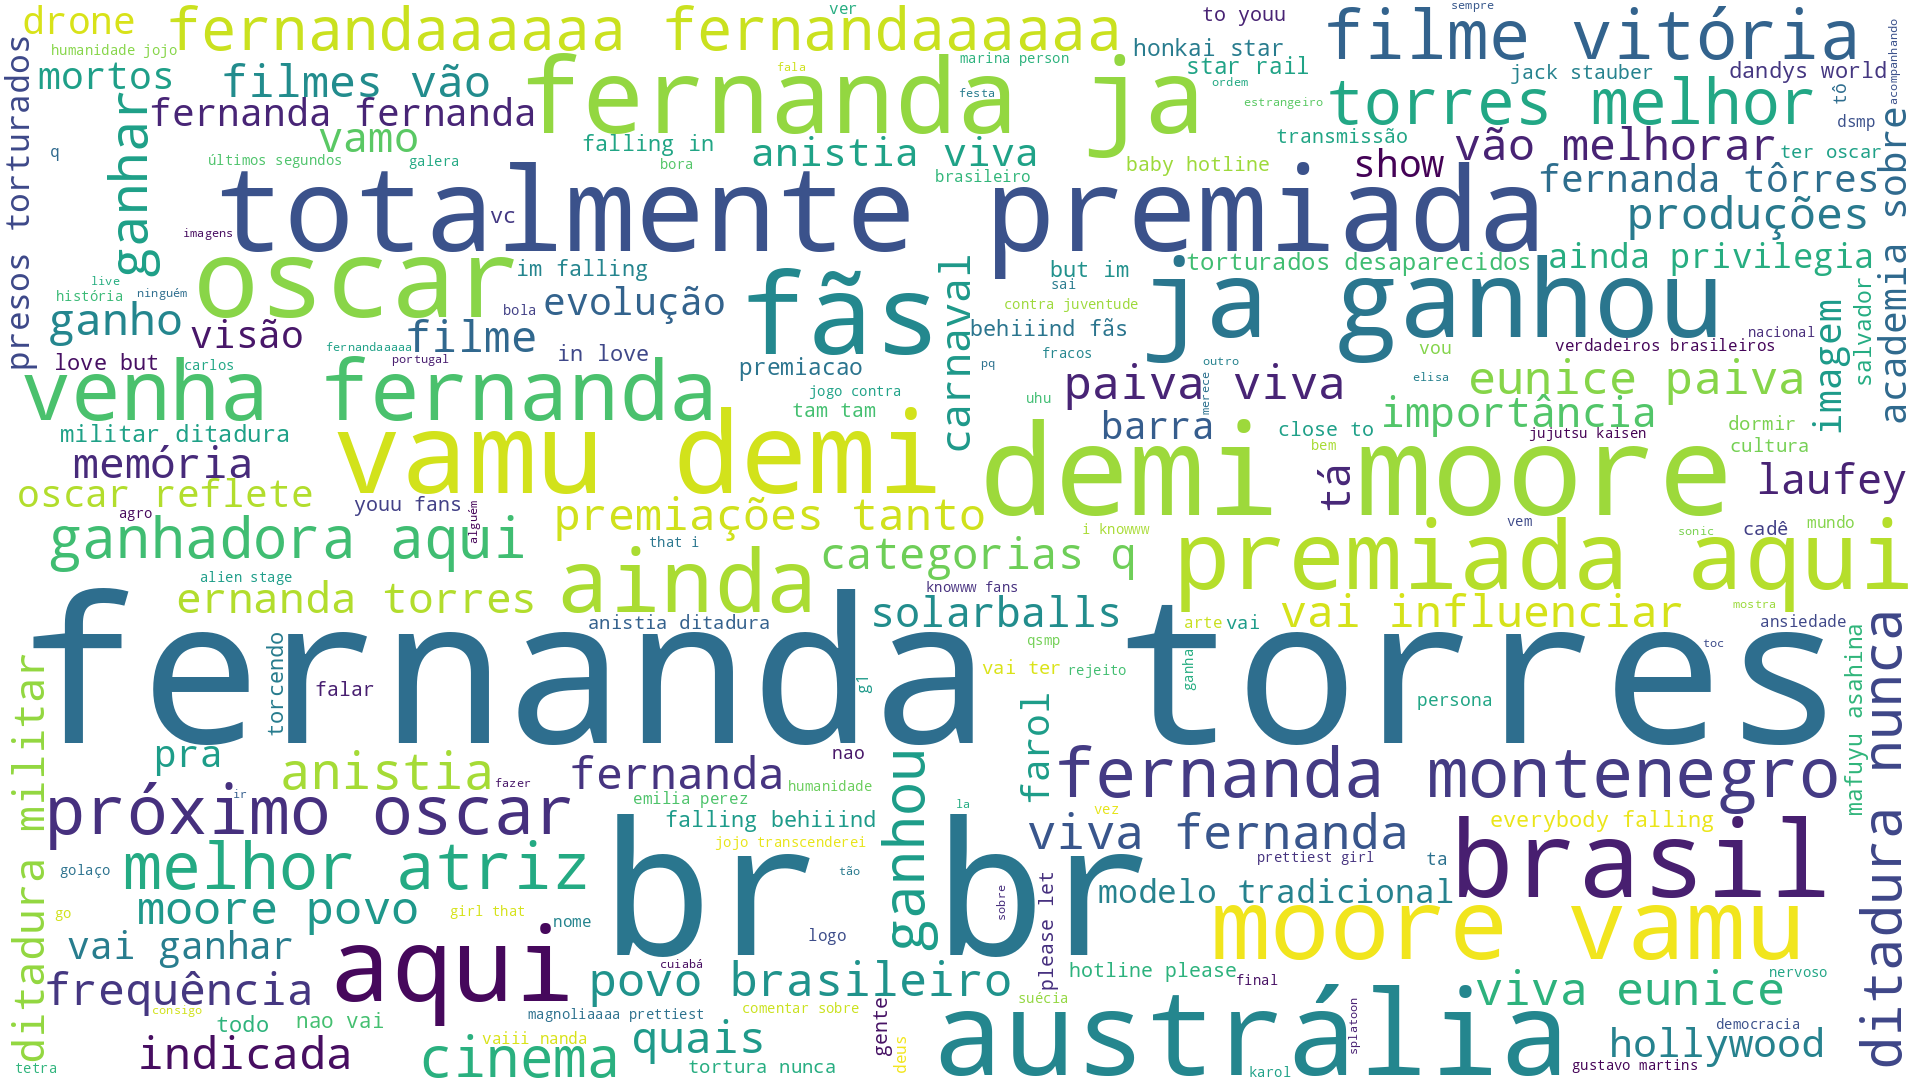 drone
fernandaaaaaa fernandaaaaaa
ver
to youu
sempre
filme vitória
humanidade jojo
honkai star
marina person
mortos
filmes vão
fernanda ja
fala
star rail
jack stauber
dandys world
acompanhando
presos torturados
festa
ordem
estrangeiro
torres melhor
tô
fernanda fernanda
vamo
falling in
anistia viva
transmissão
dsmp
q
últimos segundos
galera
bora
brasileiro
baby hotline
show
vão melhorar
ter oscar
ganhar
totalmente premiada
fernanda tôrres
academia sobre
vc
imagens
produções
oscar
im falling
fãs
carnaval
but im
torturados desaparecidos
ainda privilegia
live
história
ninguém
bola
evolução
sai
contra juventude
ja ganhou
imagem
salvador
ganho
visão
filme
behiiind fãs
nacional
love but
carlos
fernandaaaaa
portugal
in love
premiacao
pq
fracos
outro
vou
verdadeiros brasileiros
venha fernanda
jogo contra
tam tam
uhu
paiva viva
merece
elisa
eunice paiva
militar ditadura
vamu demi
barra
close to
importância
dormir
memória
demi moore
bem
jujutsu kaisen
cultura
oscar reflete
youu fans
tá
laufey
agro
alguém
premiações tanto
i knowww
vem
cadê
mundo
ganhadora aqui
that i
categorias q
premiada aqui
sonic
alien stage
ainda
knowww fans
ernanda torres
solarballs
vai influenciar
mostra
anistia ditadura
arte
vai
ansiedade
fernanda torres
torcendo
qsmp
toc
ditadura militar
falar
g1
vai ter
rejeito
ganha
persona
mafuyu asahina
ditadura nunca
pra
anistia
fernanda
nao
farol
fernanda montenegro
fazer
humanidade
próximo oscar
ir
emilia perez
ganhou
la
vez
falling behiiind
viva fernanda
everybody falling
br br
jojo transcenderei
prettiest girl
ta
brasil
melhor atriz
golaço
tão
please let
modelo tradicional
moore povo
go
girl that
nome
sobre
moore vamu
vai ganhar
aqui
logo
cuiabá
hotline please
final
nervoso
frequência
povo brasileiro
suécia
viva eunice
consigo
magnoliaaaa prettiest
comentar sobre
gente
austrália
splatoon
todo
nao vai
democracia
indicada
vaiii nanda
cinema
quais
deus
hollywood
tetra
tortura nunca
karol
gustavo martins